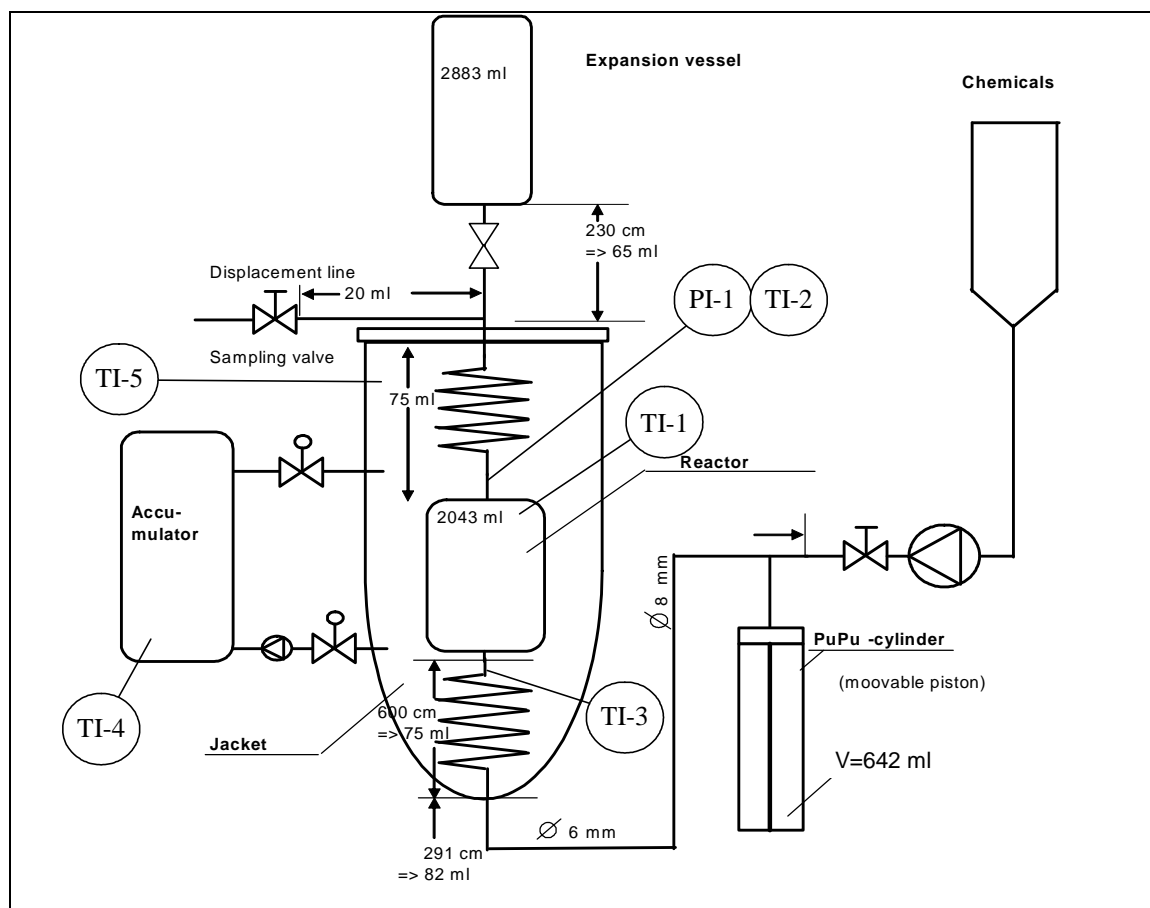 2883 ml
Expansion vessel
Chemicals
230 cm
=> 65 ml
Displacement line
20 ml
PI-1
TI-2
Sampling valve
TI-5
75 ml
TI-1
Reactor
Accu-
mulator
2043 ml
Ø 8 mm
PuPu -cylinder
(moovable piston)
TI-4
600 cm
=> 75 ml
TI-3
Jacket
V=642 ml
Ø 6 mm
291 cm
=> 82 ml